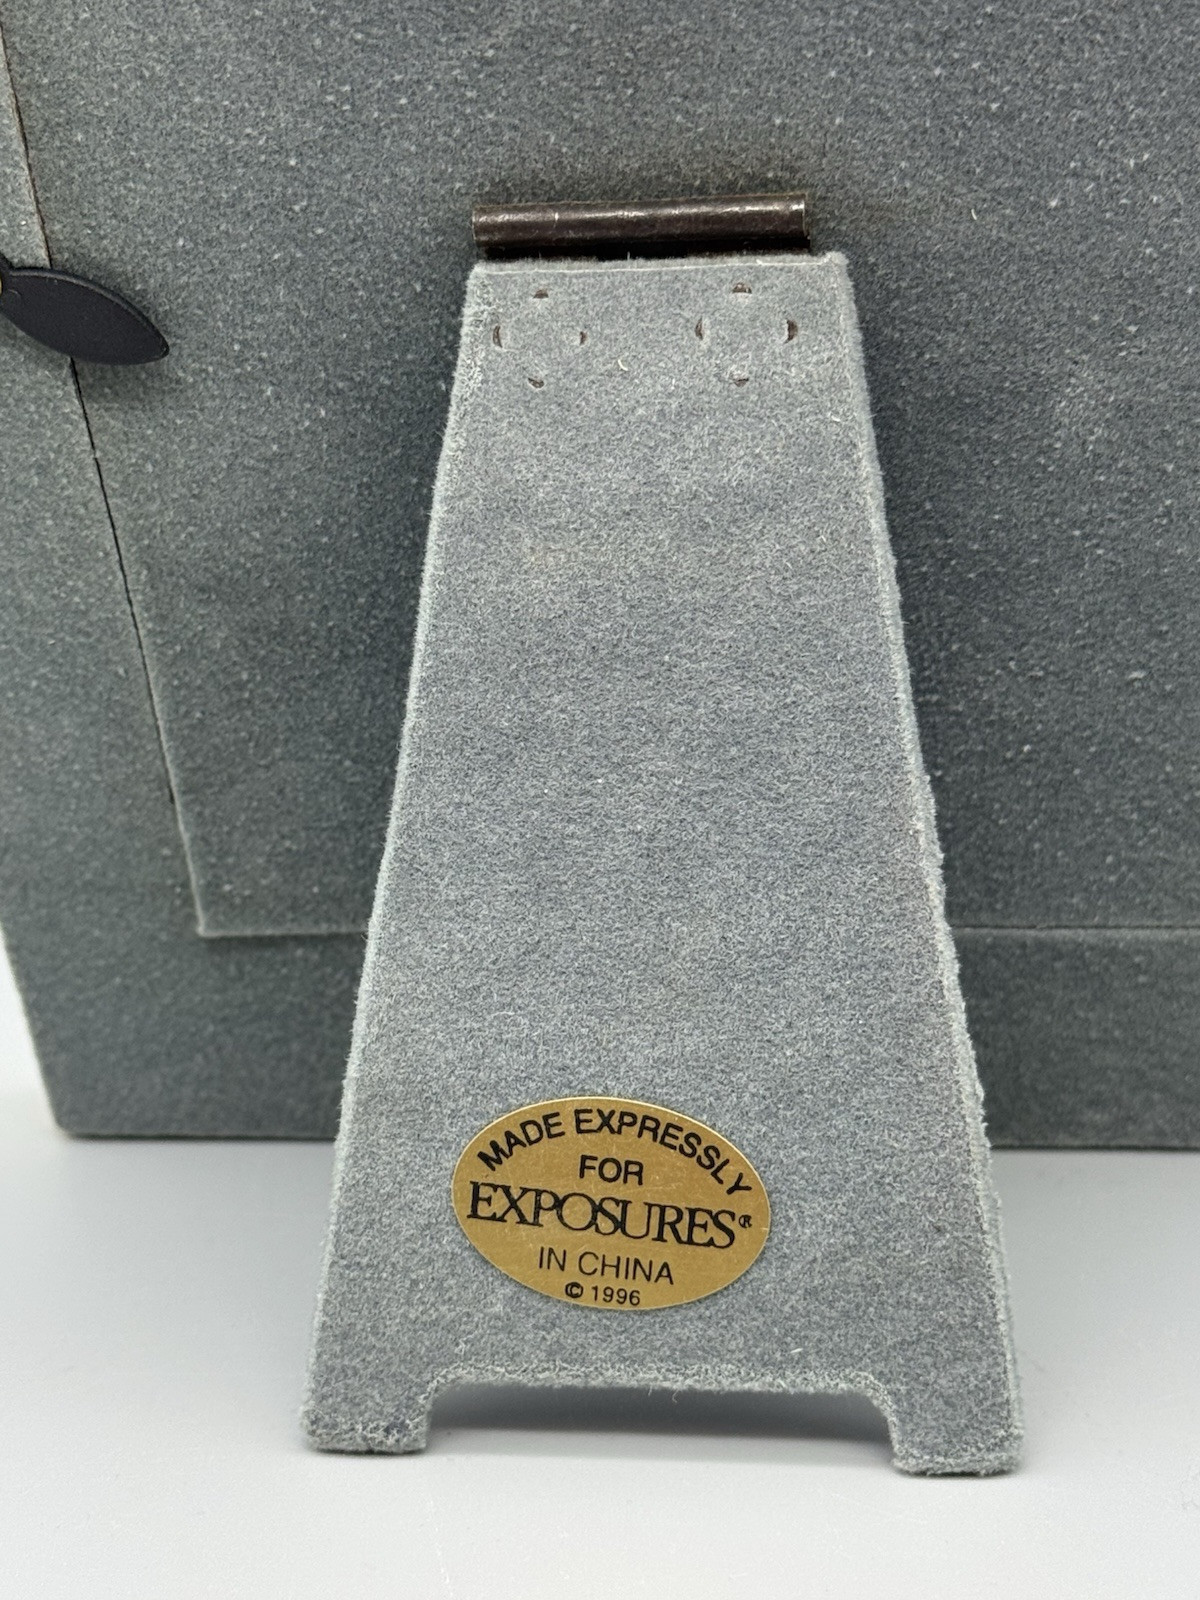 MADE EXPRESSLY
FOR
EXPOSURES®
IN CHINA
© 1996